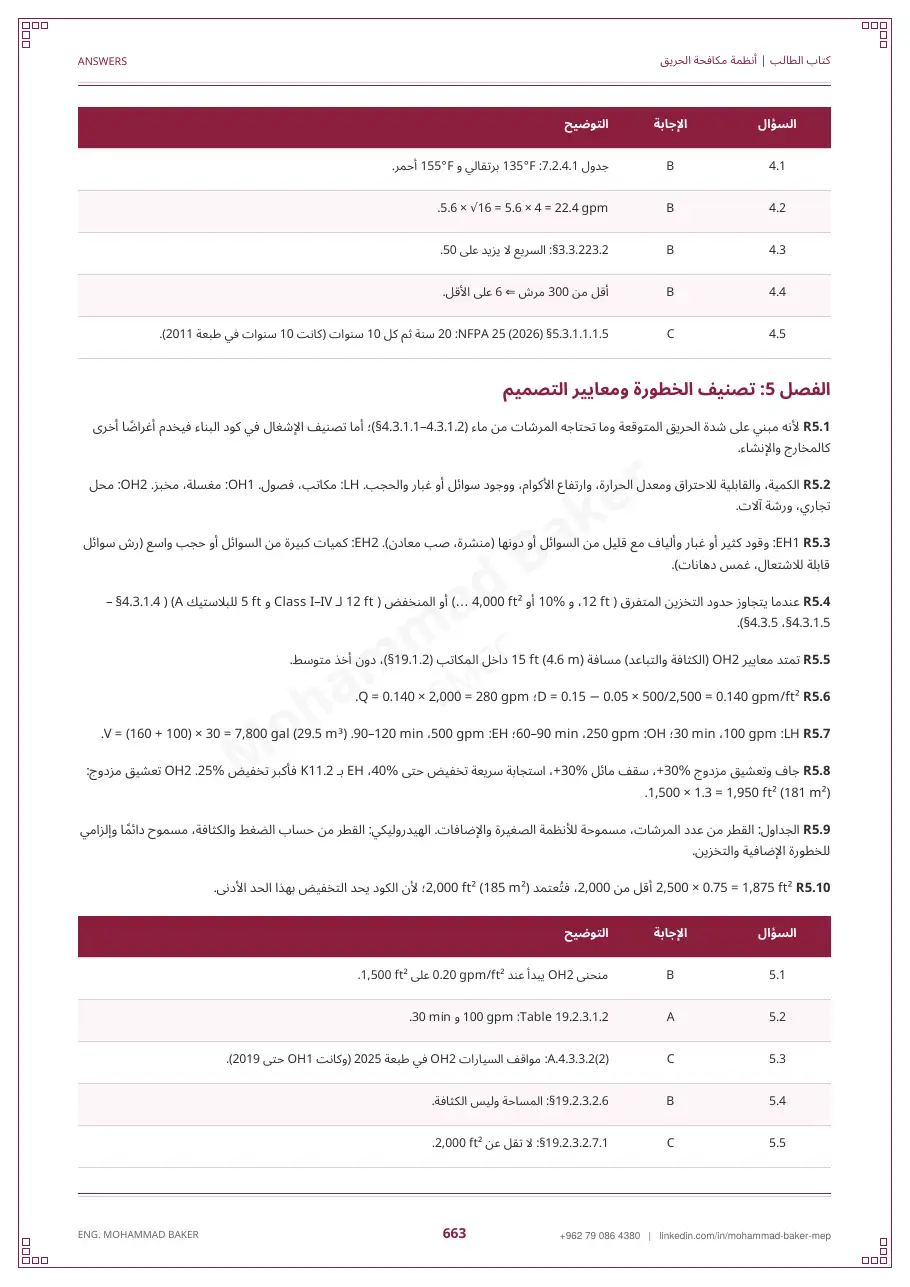 كتاب الطالب | أنظمة مكافحة الحريق
ANSWERS
السؤال الإجابة التوضيح
4.1 B جدول 7.2.4.1: 135°F برتقالي و 155°F أحمر.
4.2 B 5.6 × √16 = 5.6 × 4 = 22.4 gpm.
4.3 B §3.3.223.2: السريع لا يزيد على 50.
4.4 B أقل من 300 مرش ⇐ 6 على الأقل.
4.5 C NFPA 25 (2026) §5.3.1.1.1.5: 20 سنة ثم كل 10 سنوات (كانت 10 سنوات في طبعة 2011).
الفصل 5: تصنيف الخطورة ومعايير التصميم
R5.1 لأنه مبني على شدة الحريق المتوقعة وما تحتاجه المرشات من ماء (§4.3.1.1–4.3.1.2)؛ أما تصنيف الإشغال في كود البناء فيخدم أغراضًا أخرى
كالمخارج والإنشاء.
R5.2 الكمية، والقابلية للاحتراق ومعدل الحرارة، وارتفاع الأكوام، ووجود سوائل أو غبار والحجب. LH: مكاتب، فصول. OH1: مغسلة، مخبز. OH2: محل
تجاري، ورشة آلات.
R5.3 EH1: وقود كثير أو غبار وألياف مع قليل من السوائل أو دونها (منشرة، صب معادن). EH2: كميات كبيرة من السوائل أو حجب واسع (رش سوائل
قابلة للاشتعال، غمس دهانات).
R5.4 عندما يتجاوز حدود التخزين المتفرق ( 12 ft، و 10% أو 4,000 ft² …) أو المنخفض ( 12 ft لـ Class I–IV و 5 ft للبلاستيك A) ( §4.3.1.4 –
4.3.1.5§، §4.3.5).
R5.5 تمتد معايير OH2 (الكثافة والتباعد) مسافة 15 ft (4.6 m) داخل المكاتب (§19.1.2)، دون أخذ متوسط.
R5.6 D = 0.15 − 0.05 × 500/2,500 = 0.140 gpm/ft²؛ Q = 0.140 × 2,000 = 280 gpm.
R5.7 LH: 100 gpm، 30 min؛ OH: 250 gpm، 60–90 min؛ EH: 500 gpm، 90–120 min. V = (160 + 100) × 30 = 7,800 gal (29.5 m³).
R5.8 جاف وتعشيق مزدوج +30%، سقف مائل +30%، استجابة سريعة تخفيض حتى 40%، EH بـ K11.2 فأكبر تخفيض 25%. OH2 تعشيق مزدوج:
1,500 × 1.3 = 1,950 ft² (181 m²).
R5.9 الجداول: القطر من عدد المرشات، مسموحة للأنظمة الصغيرة والإضافات. الهيدروليكي: القطر من حساب الضغط والكثافة، مسموح دائمًا وإلزامي
للخطورة الإضافية والتخزين.
R5.10 2,500 × 0.75 = 1,875 ft² أقل من 2,000، فتُعتمد 2,000 ft² (185 m²)؛ لأن الكود يحد التخفيض بهذا الحد الأدنى.
السؤال الإجابة التوضيح
5.1 B منحنى OH2 يبدأ عند 0.20 gpm/ft² على 1,500 ft².
5.2 A Table 19.2.3.1.2: 100 gpm و 30 min.
5.3 C A.4.3.3.2(2): مواقف السيارات OH2 في طبعة 2025 (وكانت OH1 حتى 2019).
5.4 B §19.2.3.2.6: المساحة وليس الكثافة.
5.5 C §19.2.3.2.7.1: لا تقل عن 2,000 ft².
Mohammad Baker
ENG. MOHAMMAD BAKER
663
+962 79 086 4380 | linkedin.com/in/mohammad-baker-mep